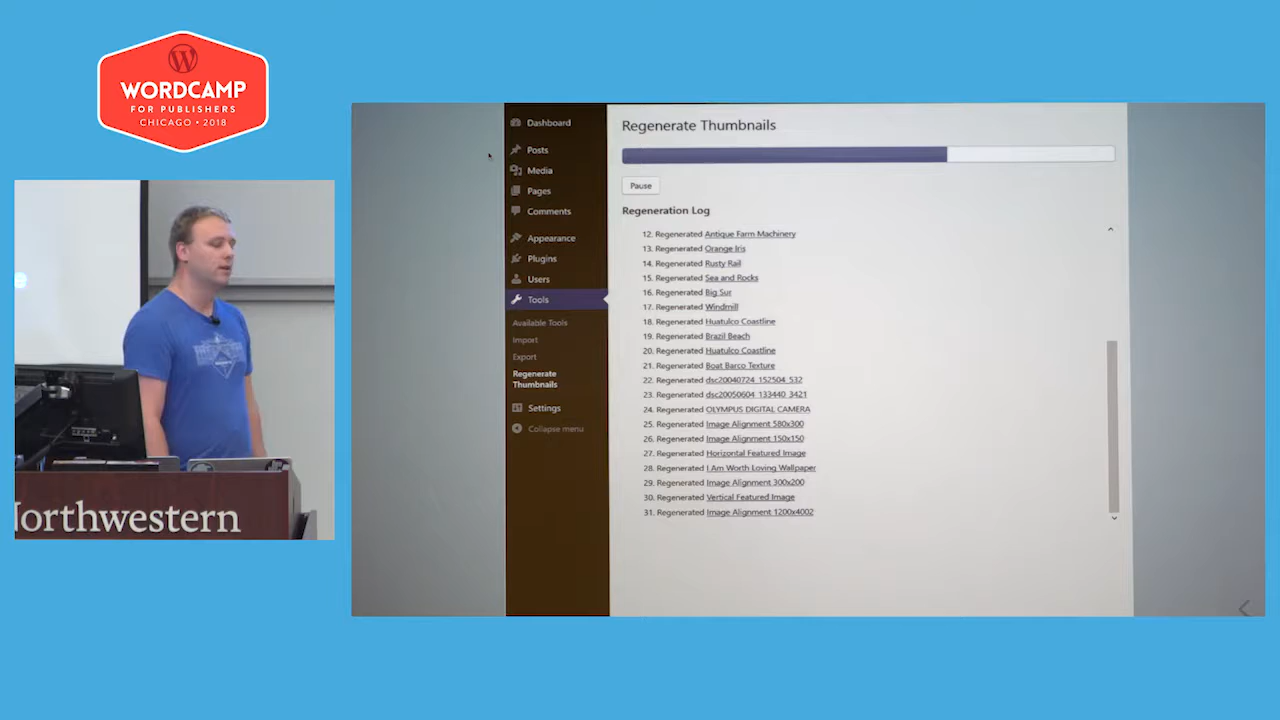 WORDCAMP
FOR PUBLISHERS
CHICAGO • 2018
Northwestern
Dashboard
Posts
Media
Pages
Comments
Appearance
Plugins
Users
Tools
Available Tools
Import
Export
Regenerate
Thumbnails
Settings
Collapse menu
Regenerate Thumbnails
Pause
Regeneration Log
12. Regenerated Antique Farm Machinery
13. Regenerated Orange Iris
14. Regenerated Rusty Rail
15. Regenerated Sea and Rocks
16. Regenerated Big Sur
17. Regenerated Windmill
18. Regenerated Huatulco Coastline
19. Regenerated Brazil Beach
20. Regenerated Huatulco Coastline
21. Regenerated Boat Barco Texture
22. Regenerated dsc20040724_152504_532
23. Regenerated dsc20050604_133440_3421
24. Regenerated OLYMPUS DIGITAL CAMERA
25. Regenerated Image Alignment 580x300
26. Regenerated Image Alignment 150x150
27. Regenerated Horizontal Featured Image
28. Regenerated I Am Worth Loving Wallpaper
29. Regenerated Image Alignment 300x200
30. Regenerated Vertical Featured Image
31. Regenerated Image Alignment 1200x4002